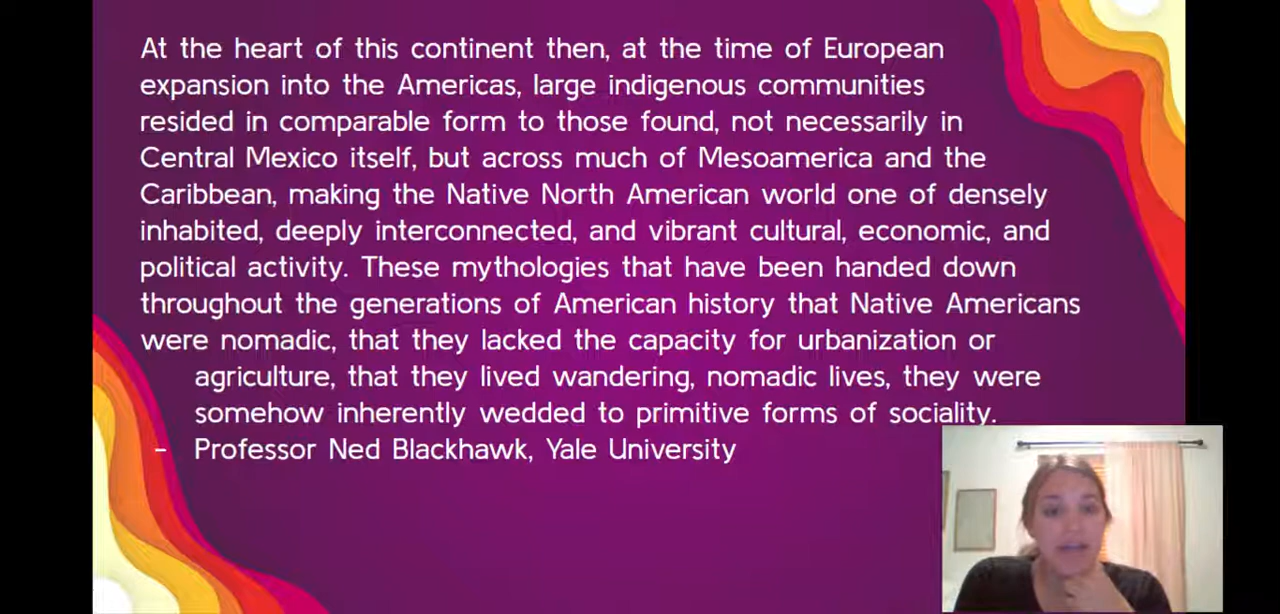 At the heart of this continent then, at the time of European
expansion into the Americas, large indigenous communities
resided in comparable form to those found, not necessarily in
Central Mexico itself, but across much of Mesoamerica and the
Caribbean, making the Native North American world one of densely
inhabited, deeply interconnected, and vibrant cultural, economic, and
political activity. These mythologies that have been handed down
throughout the generations of American history that Native Americans
were nomadic, that they lacked the capacity for urbanization or
agriculture, that they lived wandering, nomadic lives, they were
somehow inherently wedded to primitive forms of sociality.
- Professor Ned Blackhawk, Yale University